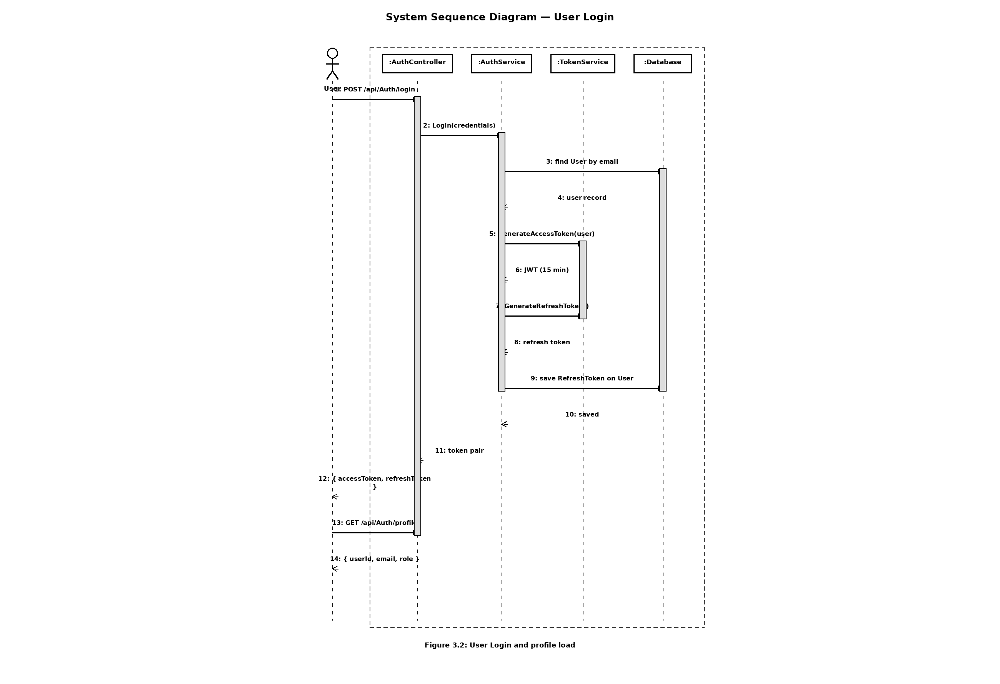 System Sequence Diagram — User Login
:AuthController
:AuthService
:TokenService
:Database
User
1: POST /api/Auth/login
2: Login(credentials)
3: find User by email
4: user record
5: GenerateAccessToken(user)
6: JWT (15 min)
7: GenerateRefreshToken()
8: refresh token
9: save RefreshToken on User
10: saved
11: token pair
12: { accessToken, refreshToken
}
13: GET /api/Auth/profile
14: { userId, email, role }
Figure 3.2: User Login and profile load